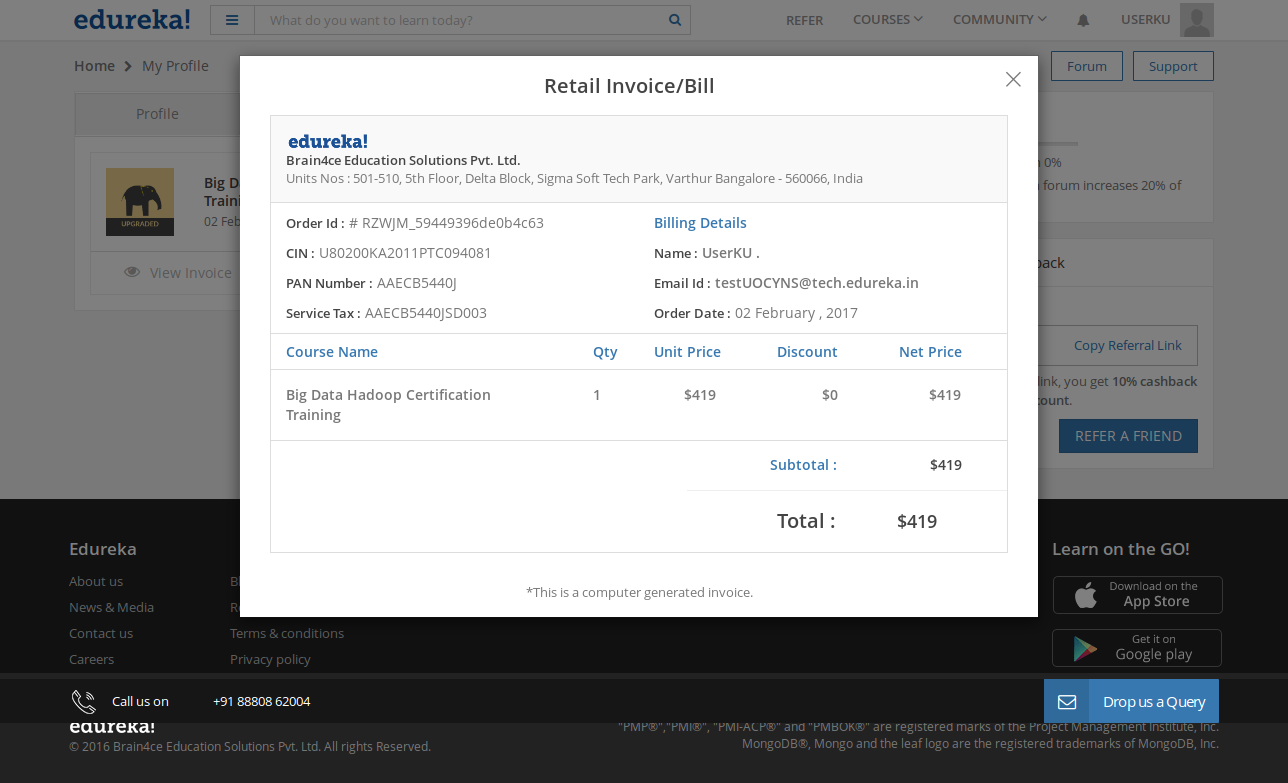 edureka!
What do you want to learn today?
REFER
COURSES
COMMUNITY
USERKU
Home
My Profile
Forum
Support
Profile
Retail Invoice/Bill
edureka!
Brain4ce Education Solutions Pvt. Ltd.
Units Nos : 501-510, 5th Floor, Delta Block, Sigma Soft Tech Park, Varthur Bangalore - 560066, India
Order Id : # RZWJM_59449396de0b4c63
CIN : U80200KA2011PTC094081
PAN Number : AAECB5440J
Service Tax : AAECB5440JSD003
Billing Details
Name : UserKU .
Email Id : testUOCYNS@tech.edureka.in
Order Date : 02 February , 2017
Course Name Qty Unit Price Discount Net Price
Big Data Hadoop Certification 1 $419 $0 $419
Training
Subtotal : $419
Total : $419
*This is a computer generated invoice.
UPGRADED
Big
02
View Invoice
0%
forum increases 20% of
Copy Referral Link
link, you get 10% cashback
REFER A FRIEND
Edureka
About us
News & Media
Contact us
Careers
Terms & conditions
Privacy policy
Learn on the GO!
Download on the
App Store
Get it on
Google play
Call us on +91 88808 62004
Drop us a Query
edureka!
© 2016 Brain4ce Education Solutions Pvt. Ltd. All rights Reserved.
"PMP®","PMI®", "PMI-ACP®" and "PMBOK®" are registered marks of the Project Management Institute, Inc.
MongoDB®, Mongo and the leaf logo are the registered trademarks of MongoDB, Inc.